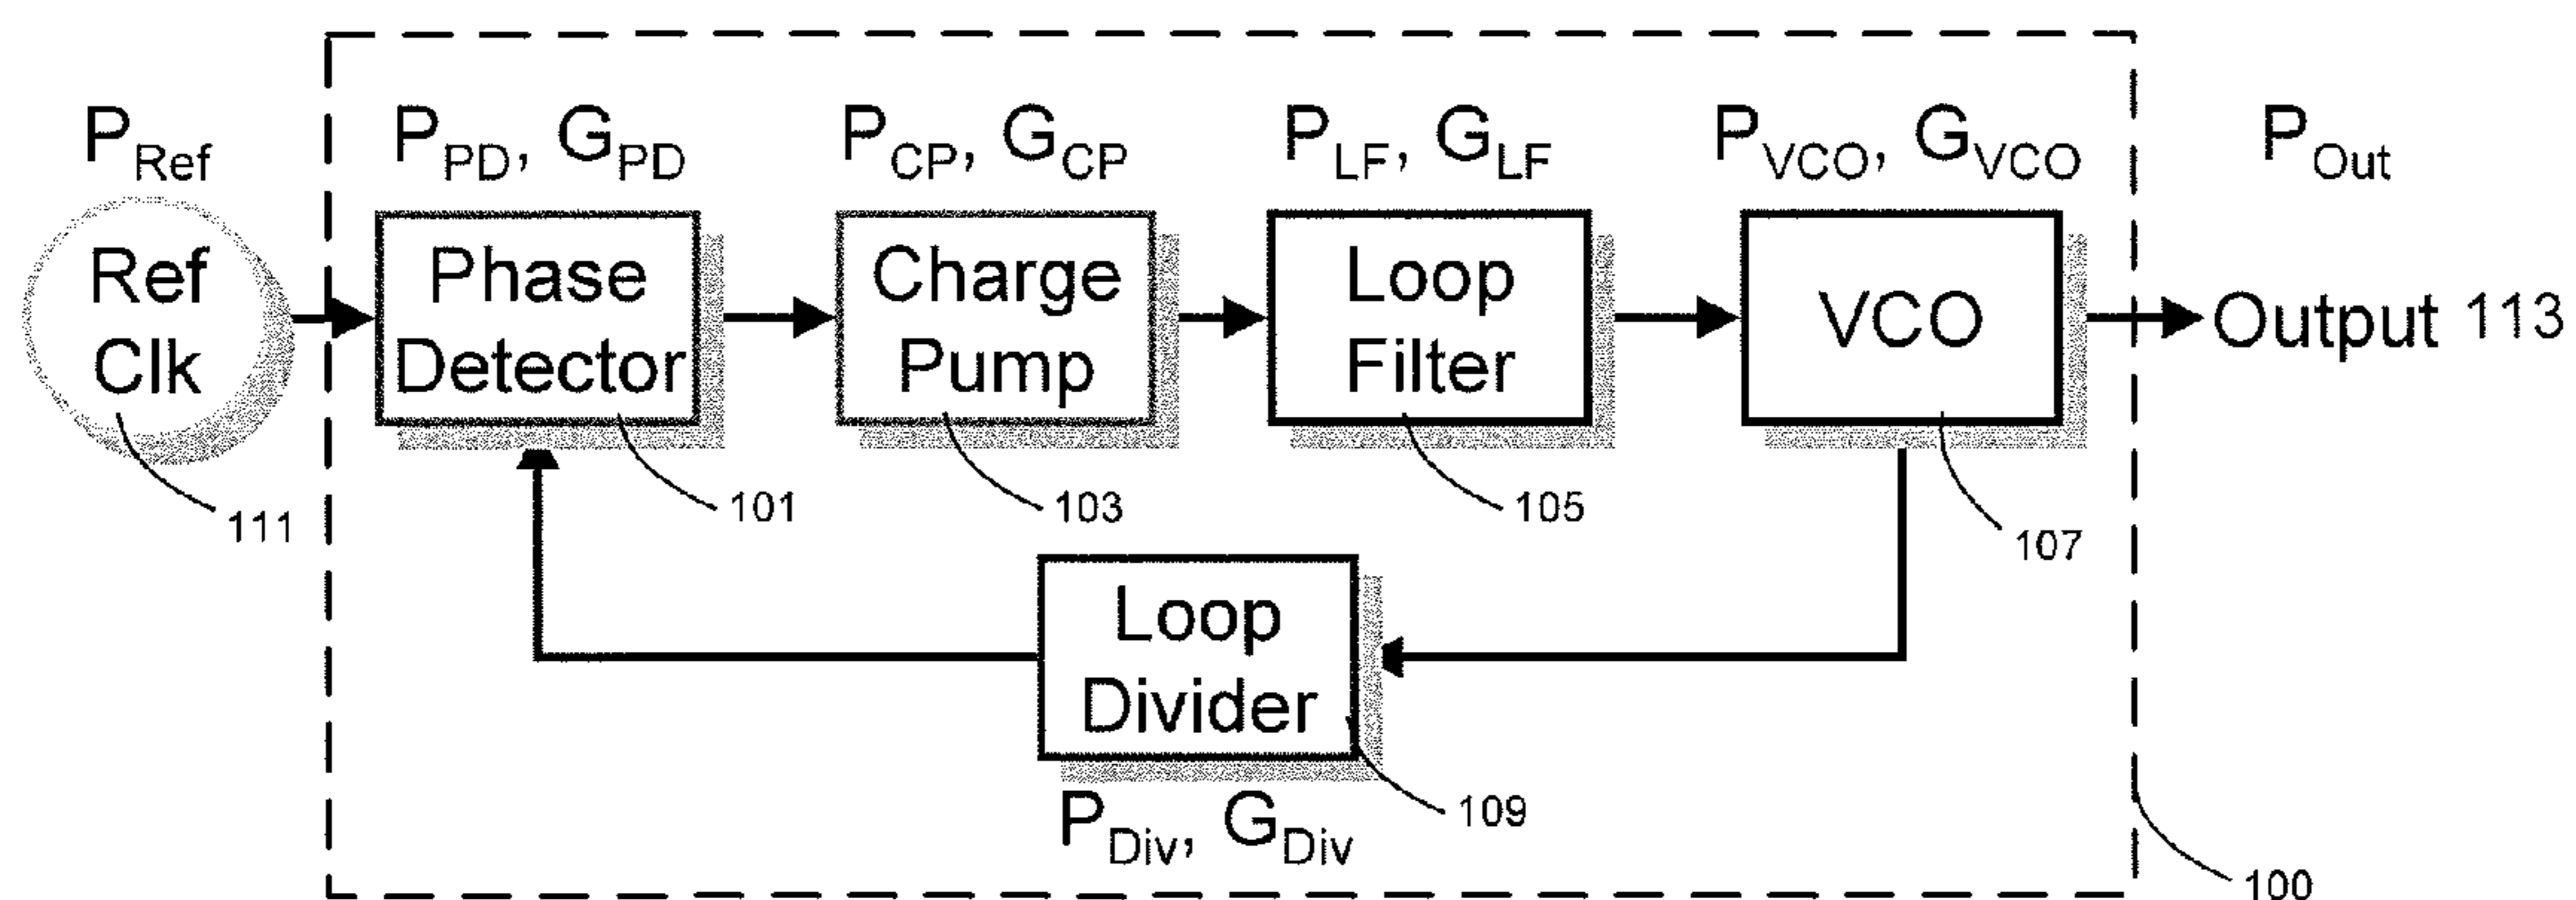 P_Ref
P_PD, G_PD
P_CP, G_CP
P_LF, G_LF
P_VCO, G_VCO
P_Out
Ref
Clk
Phase
Detector
Charge
Pump
Loop
Filter
VCO
Output 113
111
101
103
105
107
Loop
Divider
109
P_Div, G_Div
100